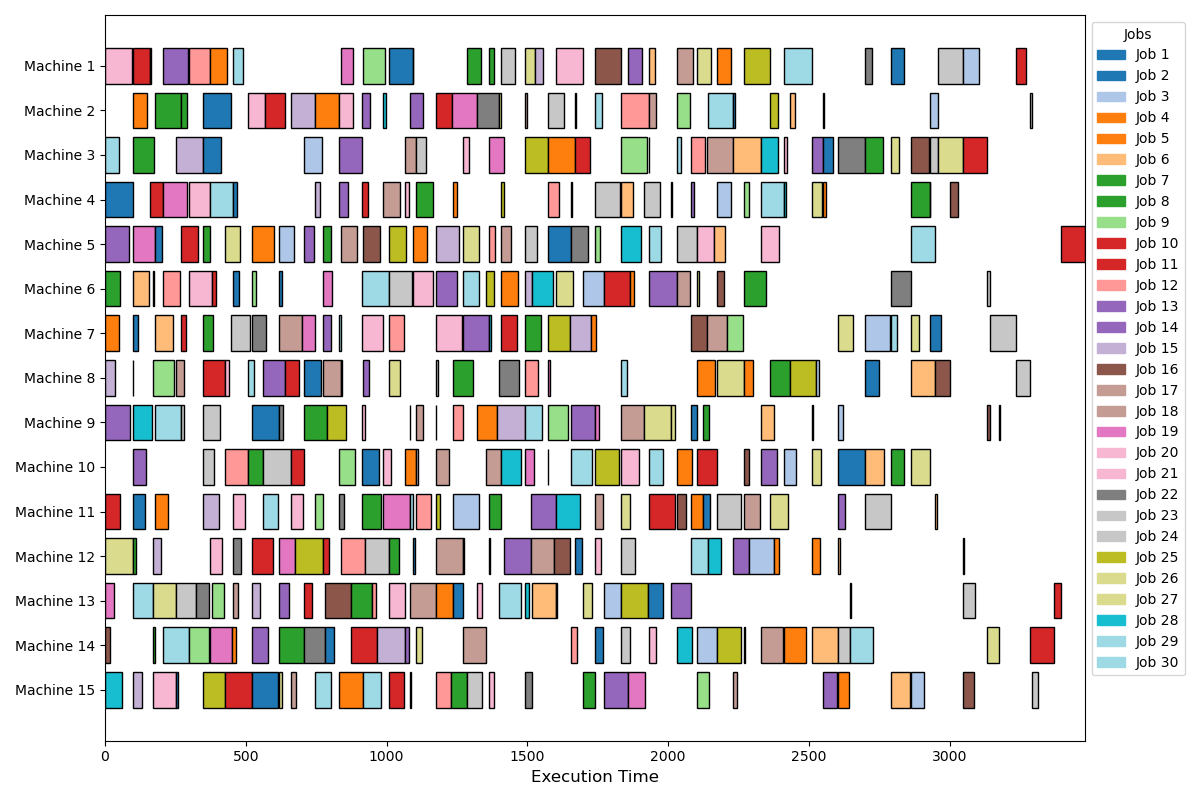 Machine 1
Machine 2
Machine 3
Machine 4
Machine 5
Machine 6
Machine 7
Machine 8
Machine 9
Machine 10
Machine 11
Machine 12
Machine 13
Machine 14
Machine 15
0 500 1000 1500 2000 2500 3000
Execution Time
Jobs
Job 1
Job 2
Job 3
Job 4
Job 5
Job 6
Job 7
Job 8
Job 9
Job 10
Job 11
Job 12
Job 13
Job 14
Job 15
Job 16
Job 17
Job 18
Job 19
Job 20
Job 21
Job 22
Job 23
Job 24
Job 25
Job 26
Job 27
Job 28
Job 29
Job 30